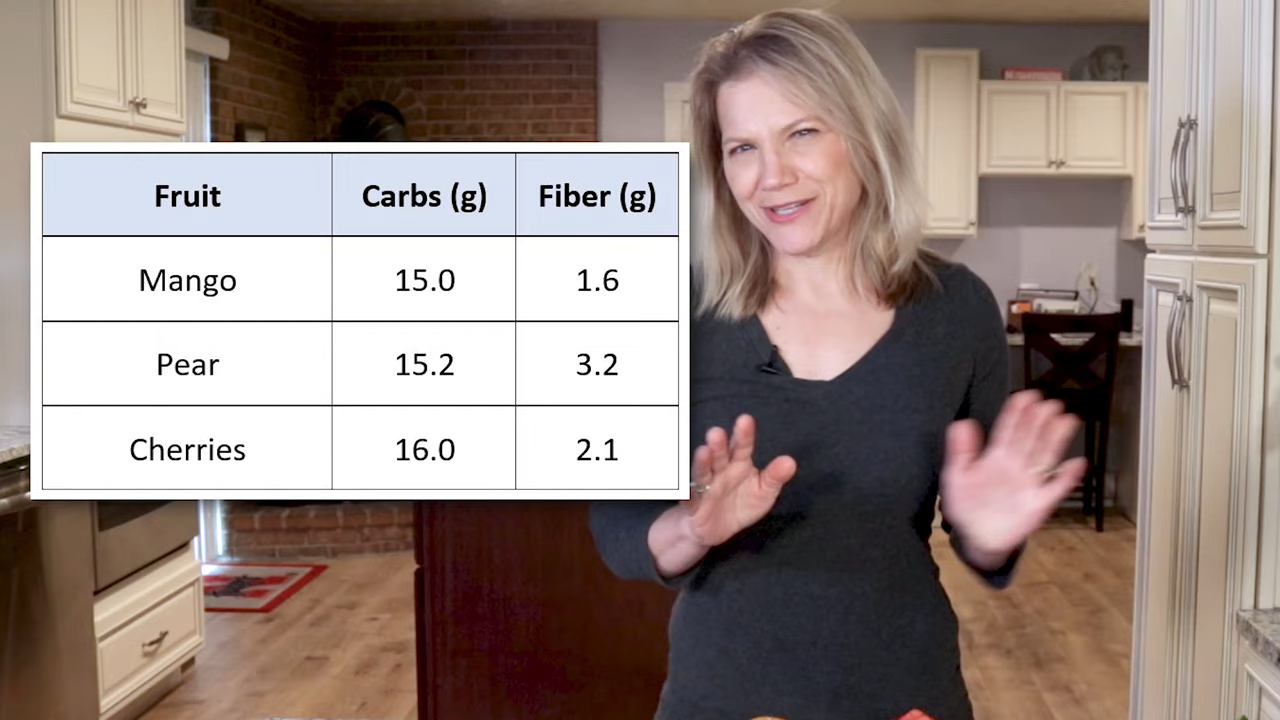 Fruit Carbs (g) Fiber (g)
Mango 15.0 1.6
Pear 15.2 3.2
Cherries 16.0 2.1